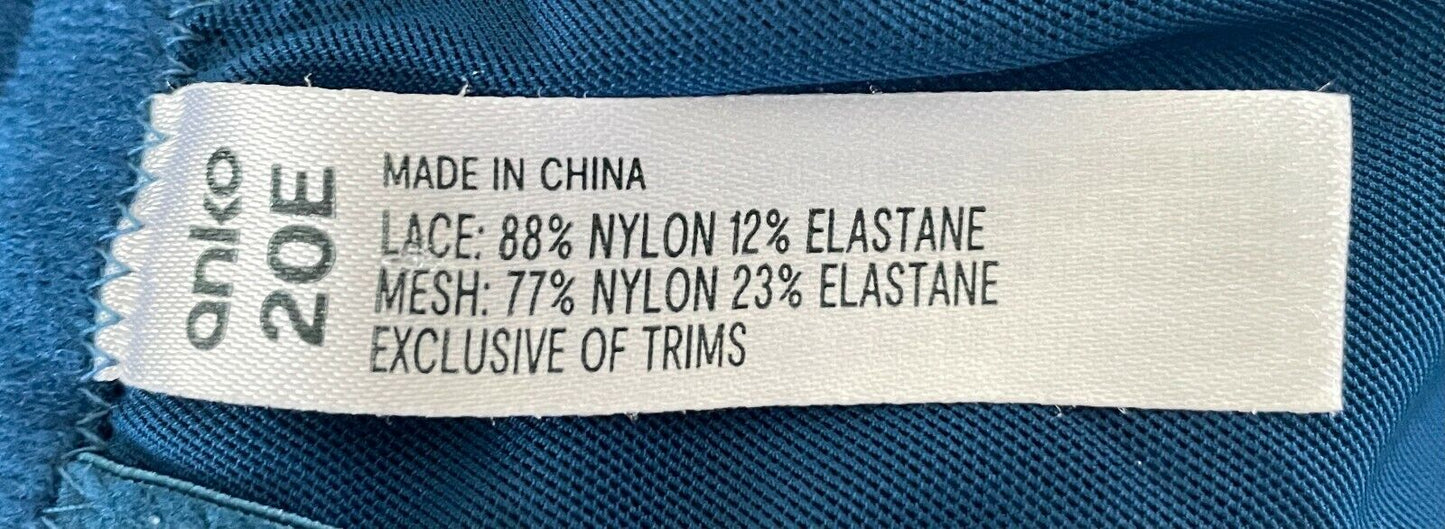 anko
20E
MADE IN CHINA
LACE: 88% NYLON 12% ELASTANE
MESH: 77% NYLON 23% ELASTANE
EXCLUSIVE OF TRIMS